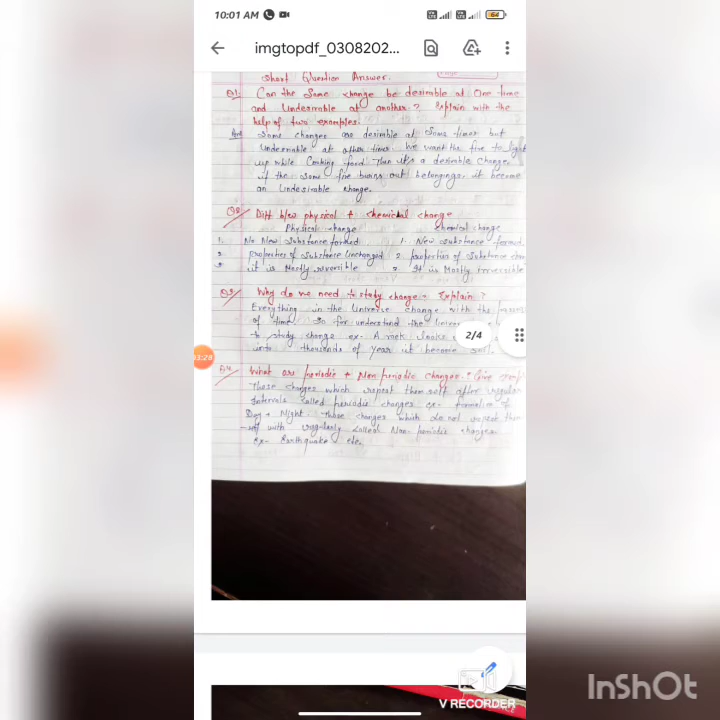 10:01 AM
64
imgtopdf_0308202...
Short Question Answer.
Q1. Can the Same change be desirable at One time
and Undesirable at another? Explain with the
help of two examples.
Ans Some changes are desirable at Some times but
Undesirable at other times. We want the fire to light
up while Cooking food. Then it's a desirable change.
if the Same fire burns out belongings. it become
an Undesirable change.
Q2 Diff b/w physical + chemical change
Physical change Chemical change
1. No New Substance formed 1. New Substance formed
2. properties of Substance Unchanged 2 properties of Substance chan
3 it is Mostly reversible 3 It is Mostly irreversible
Q3 Why do we need to study changes Explain?
Everything in the Universe change with the
of time. So for understand the
to study change ex- A rock
into thousands of year it become soil.
2/4
03:28
Q4 What are periodic + Non periodic changes? Give
Those changes which repeat themself after regular
Intervals called periodic changes ex- formation of
Day + Night. Those changes which do not repeat them
-self with regularly called Non-periodic changes
ex- Earthquake etc.
V RECORDER
InShOt